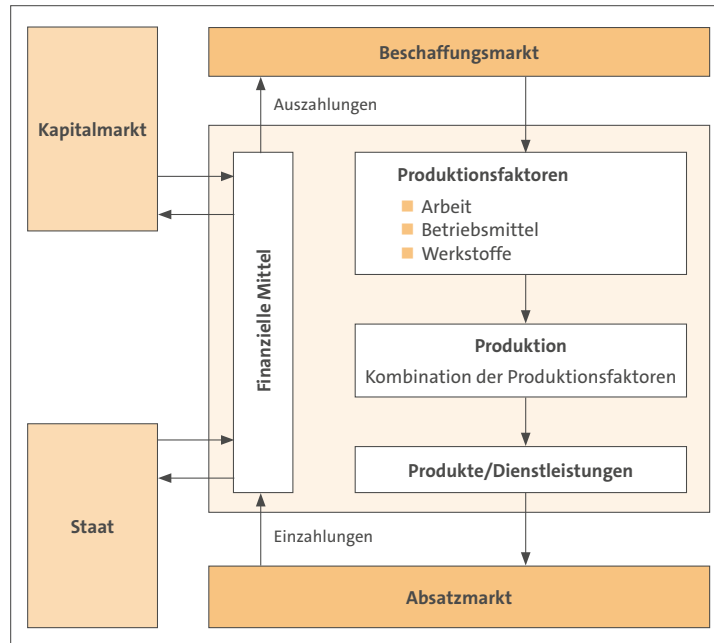 Beschaffungsmarkt
Auszahlungen
Kapitalmarkt
Produktionsfaktoren
Arbeit
Betriebsmittel
Werkstoffe
Finanzielle Mittel
Produktion
Kombination der Produktionsfaktoren
Produkte/Dienstleistungen
Staat
Einzahlungen
Absatzmarkt